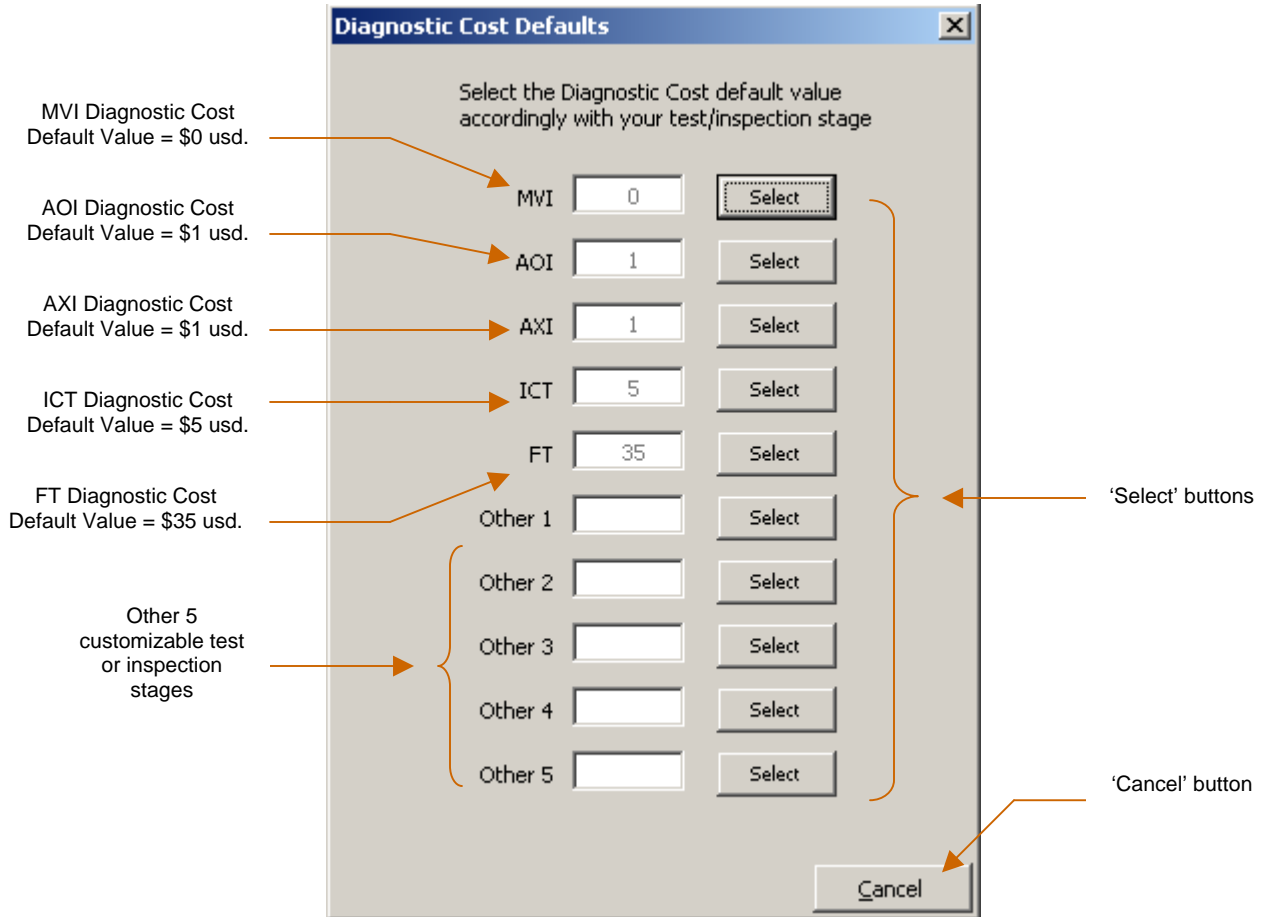 Diagnostic Cost Defaults
Select the Diagnostic Cost default value
accordingly with your test/inspection stage
MVI Diagnostic Cost
Default Value = $0 usd.
AOI Diagnostic Cost
Default Value = $1 usd.
AXI Diagnostic Cost
Default Value = $1 usd.
ICT Diagnostic Cost
Default Value = $5 usd.
FT Diagnostic Cost
Default Value = $35 usd.
Other 5
customizable test
or inspection
stages
MVI 0 Select
AOI 1 Select
AXI 1 Select
ICT 5 Select
FT 35 Select
Other 1 Select
Other 2 Select
Other 3 Select
Other 4 Select
Other 5 Select
‘Select’ buttons
‘Cancel’ button
Cancel